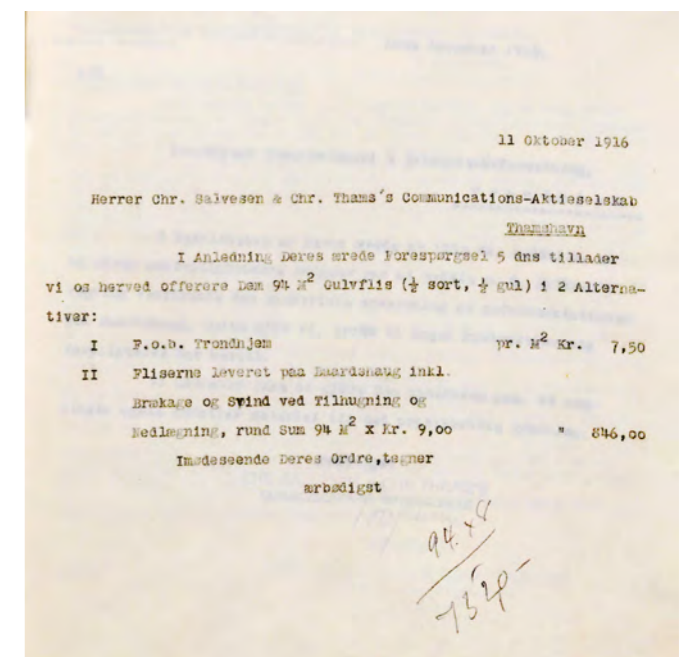 11 Oktober 1916
Herrer Chr. Salvesen & Chr. Thams's Communications-Aktieselskab
Thamshavn
I Anledning Deres ærede Forespørgsel 5 dns tillader
vi os herved offerere Dem 94 M² Gulvflis (½ sort, ½ gul) i 2 Alterna-
tiver:
I F.o.b. Trondhjem pr. M² Kr. 7,50
II Fliserne leveret paa Baardshaug inkl.
Brækage og Svind ved Tilhugning og
Nedlægning, rund Sum 94 M² x Kr. 9,00 " 846,00
Imødeseende Deres Ordre, tegner
ærbødigst
94 x 8
752,-